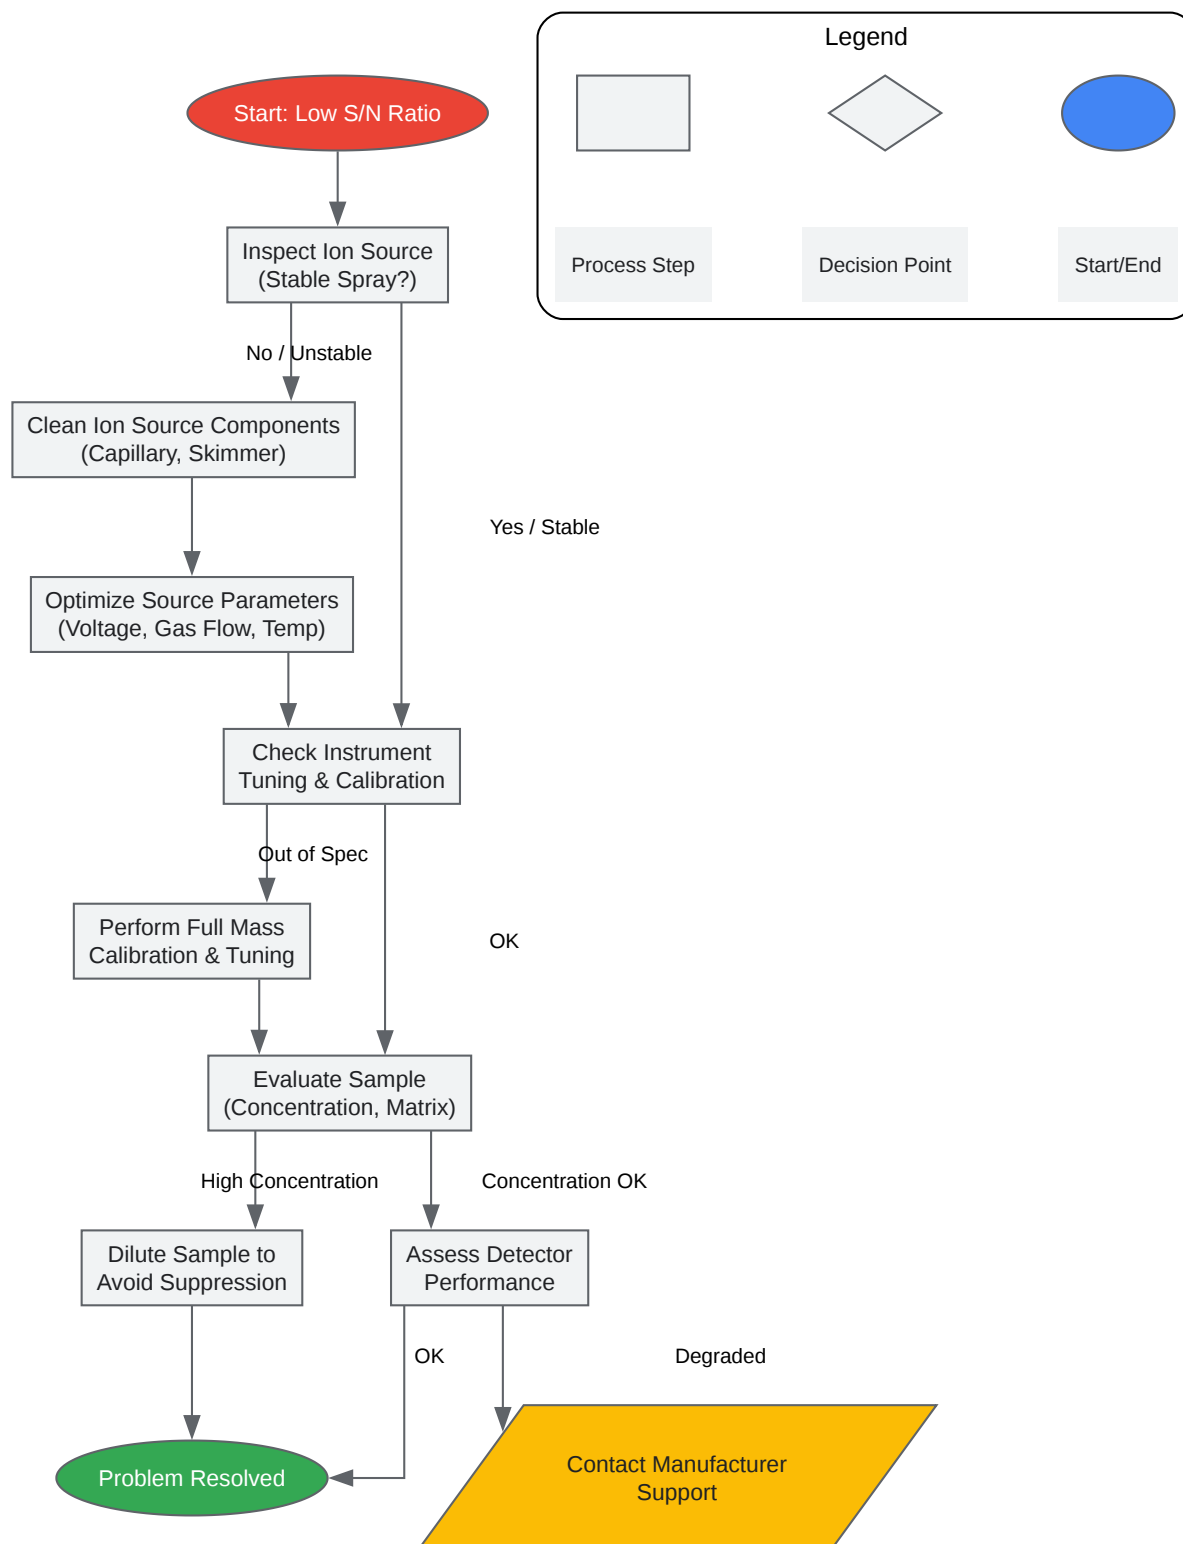 Legend
Process Step
Decision Point
Start/End
Start: Low S/N Ratio
Inspect Ion Source
(Stable Spray?)
No / Unstable
Clean Ion Source Components
(Capillary, Skimmer)
Yes / Stable
Optimize Source Parameters
(Voltage, Gas Flow, Temp)
Check Instrument
Tuning & Calibration
Out of Spec
Perform Full Mass
Calibration & Tuning
OK
Evaluate Sample
(Concentration, Matrix)
High Concentration
Concentration OK
Dilute Sample to
Avoid Suppression
Assess Detector
Performance
OK
Degraded
Problem Resolved
Contact Manufacturer
Support